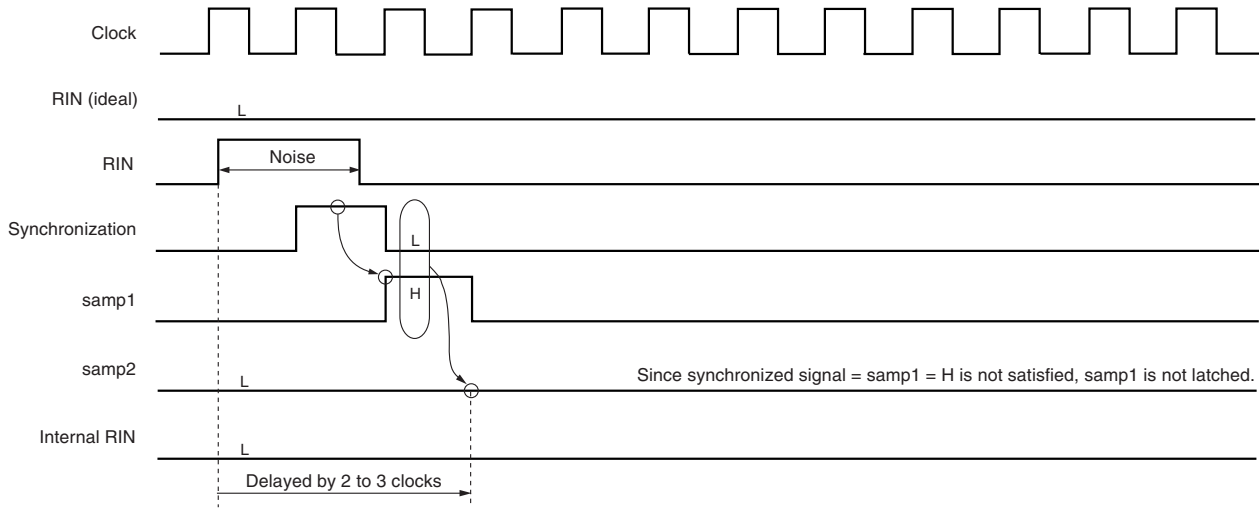 Clock
RIN (ideal)
L
RIN
Noise
Synchronization
L
samp1
H
samp2
L
Since synchronized signal = samp1 = H is not satisfied, samp1 is not latched.
Internal RIN
L
Delayed by 2 to 3 clocks